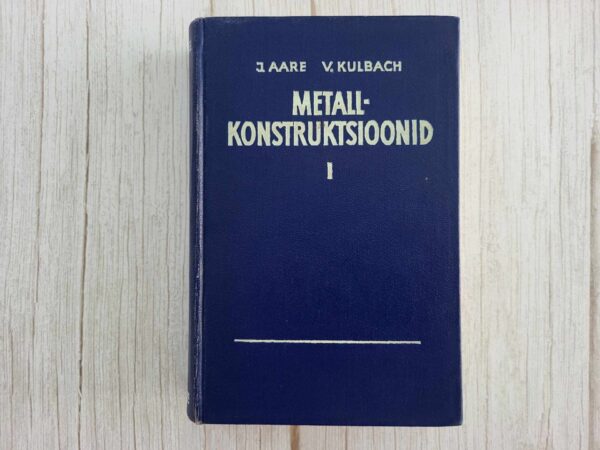 J. AARE V. KULBACH
METALL-
KONSTRUKTSIOONID
I